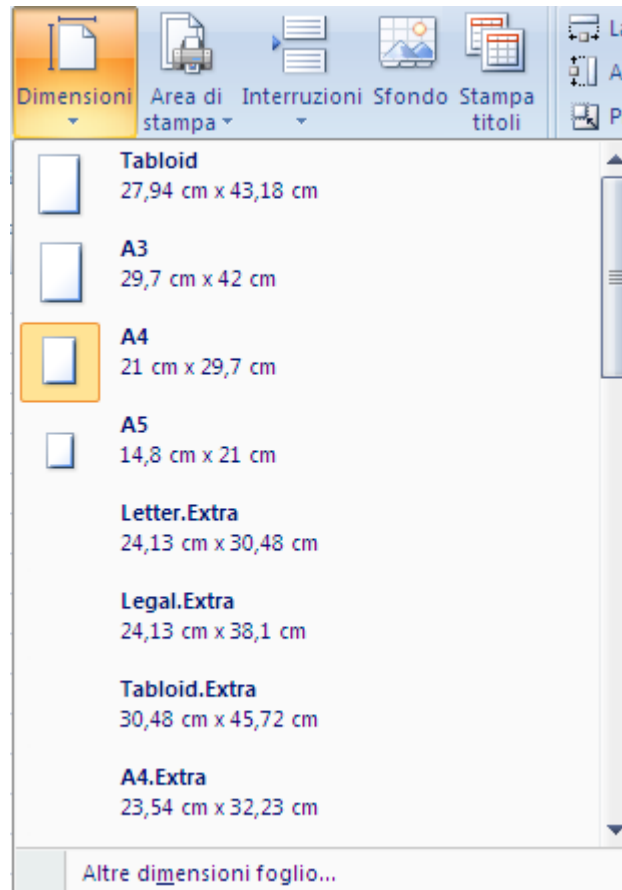 Dimensioni Area di stampa Interruzioni Sfondo Stampa titoli
Tabloid
27,94 cm x 43,18 cm
A3
29,7 cm x 42 cm
A4
21 cm x 29,7 cm
A5
14,8 cm x 21 cm
Letter.Extra
24,13 cm x 30,48 cm
Legal.Extra
24,13 cm x 38,1 cm
Tabloid.Extra
30,48 cm x 45,72 cm
A4.Extra
23,54 cm x 32,23 cm
Altre dimensioni foglio...